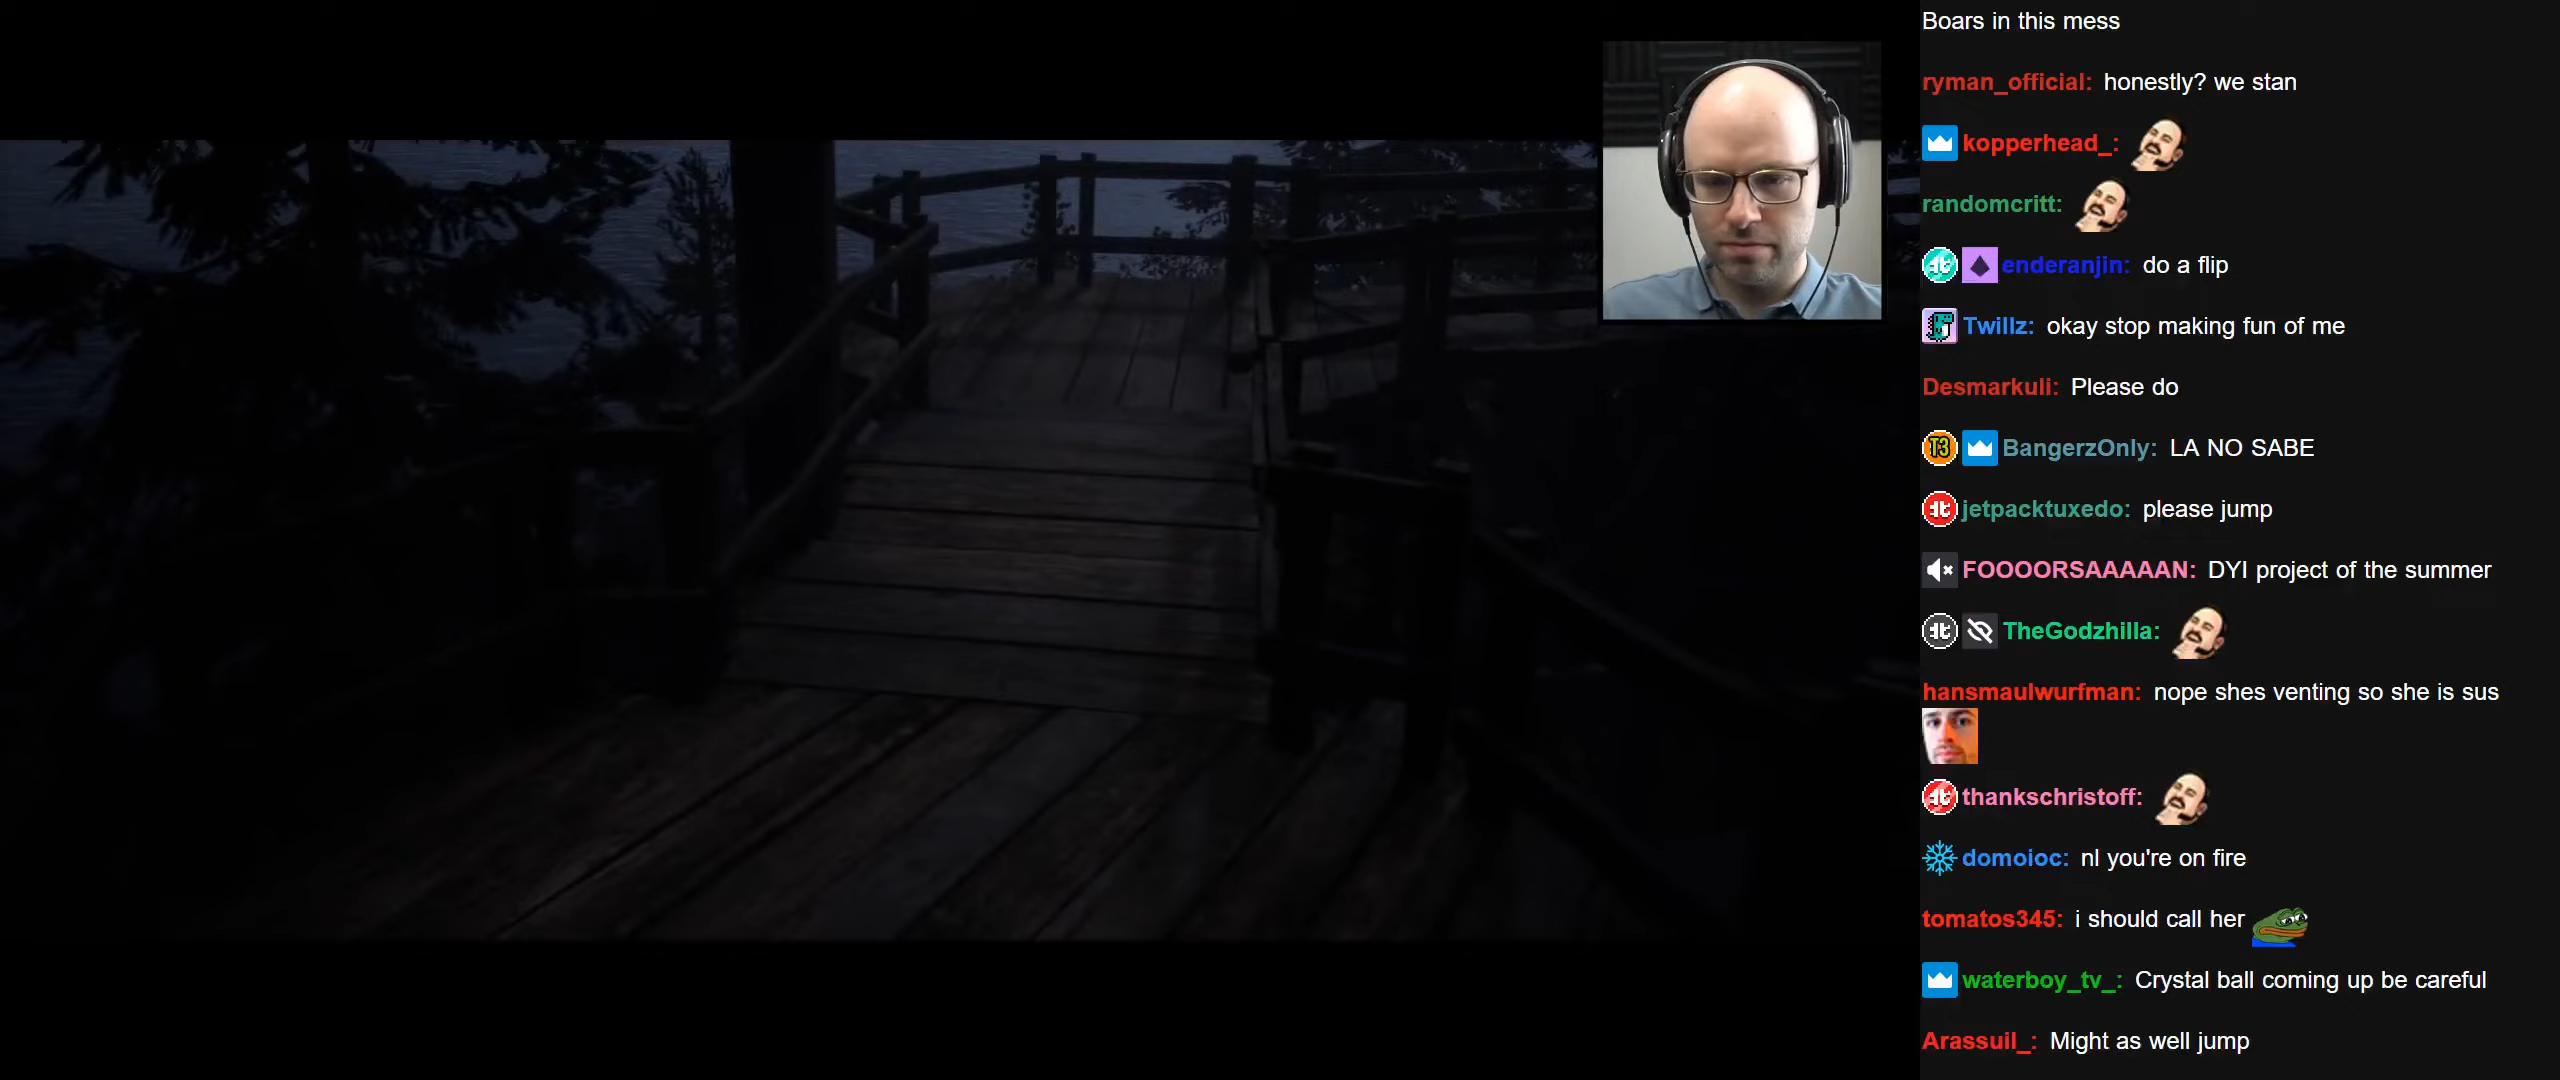 Boars in this mess
ryman_official: honestly? we stan
kopperhead_:
randomcritt:
enderanjin: do a flip
Twillz: okay stop making fun of me
Desmarkuli: Please do
T3 BangerzOnly: LA NO SABE
jetpacktuxedo: please jump
FOOOORSAAAAAN: DYI project of the summer
TheGodzhilla:
hansmaulwurfman: nope shes venting so she is sus
thankschristoff:
domoioc: nl you're on fire
tomatos345: i should call her
waterboy_tv_: Crystal ball coming up be careful
Arassuil_: Might as well jump